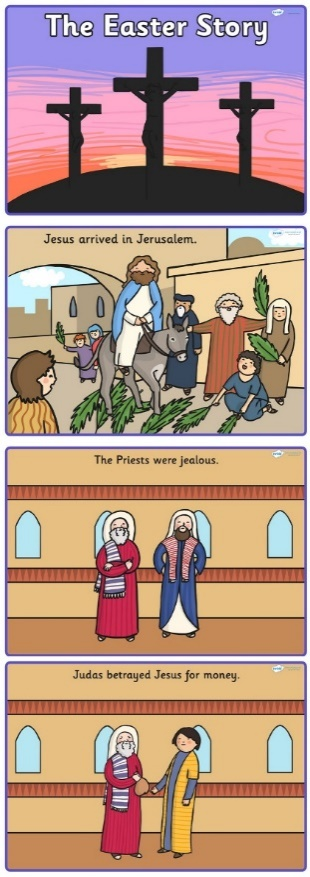 The Easter Story
Jesus arrived in Jerusalem.
The Priests were jealous.
Judas betrayed Jesus for money.